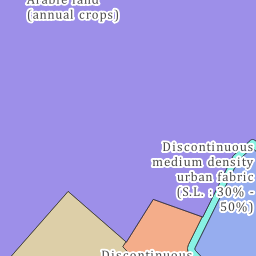 Arable land
(annual crops)
Discontinuous
medium density
urban fabric
(S.L. : 30% -
50%)
Discontinuous